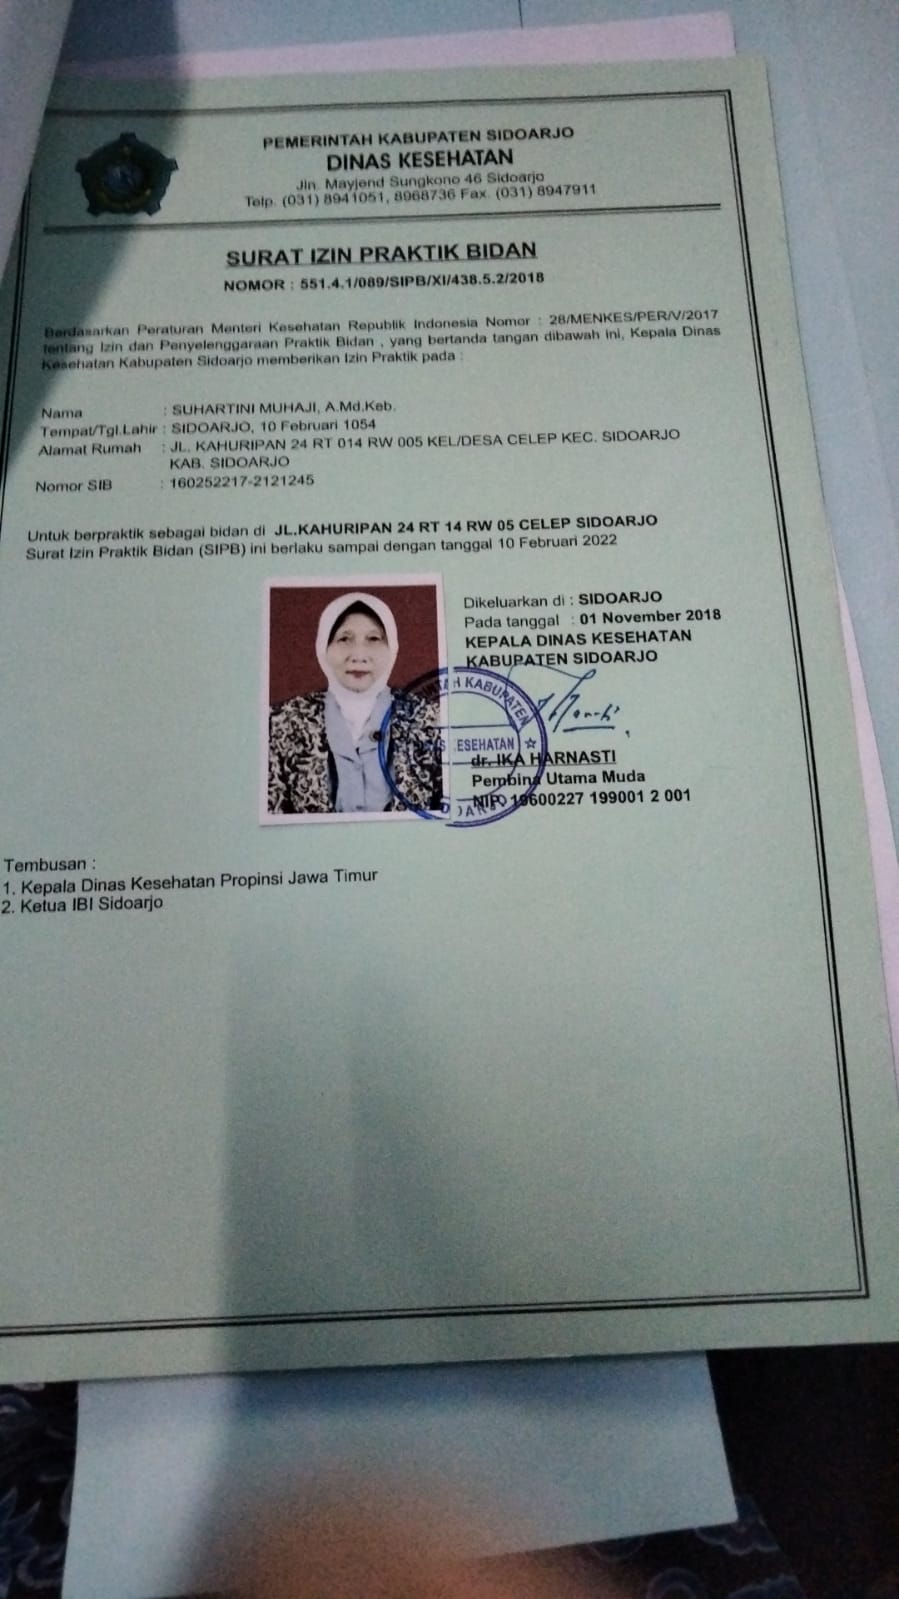 PEMERINTAH KABUPATEN SIDOARJO
DINAS KESEHATAN
Jln. Mayjend Sungkono 46 Sidoarjo
Telp. (031) 8941051, 8968736 Fax. (031) 8947911
SURAT IZIN PRAKTIK BIDAN
NOMOR : 551.4.1/089/SIPB/XI/438.5.2/2018
Berdasarkan Peraturan Menteri Kesehatan Republik Indonesia Nomor : 28/MENKES/PER/V/2017
tentang Izin dan Penyelenggaraan Praktik Bidan , yang bertanda tangan dibawah ini, Kepala Dinas
Kesehatan Kabupaten Sidoarjo memberikan Izin Praktik pada :
Nama : SUHARTINI MUHAJI, A.Md.Keb.
Tempat/Tgl.Lahir : SIDOARJO, 10 Februari 1054
Alamat Rumah : JL. KAHURIPAN 24 RT 014 RW 005 KEL/DESA CELEP KEC. SIDOARJO
KAB. SIDOARJO
Nomor SIB : 160252217-2121245
Untuk berpraktik sebagai bidan di JL.KAHURIPAN 24 RT 14 RW 05 CELEP SIDOARJO
Surat Izin Praktik Bidan (SIPB) ini berlaku sampai dengan tanggal 10 Februari 2022
Dikeluarkan di : SIDOARJO
Pada tanggal : 01 November 2018
KEPALA DINAS KESEHATAN
KABUPATEN SIDOARJO
KABUPATEN
ESEHATAN
dr. IKA HARNASTI
Pembina Utama Muda
NIP. 19600227 199001 2 001
Tembusan :
1. Kepala Dinas Kesehatan Propinsi Jawa Timur
2. Ketua IBI Sidoarjo